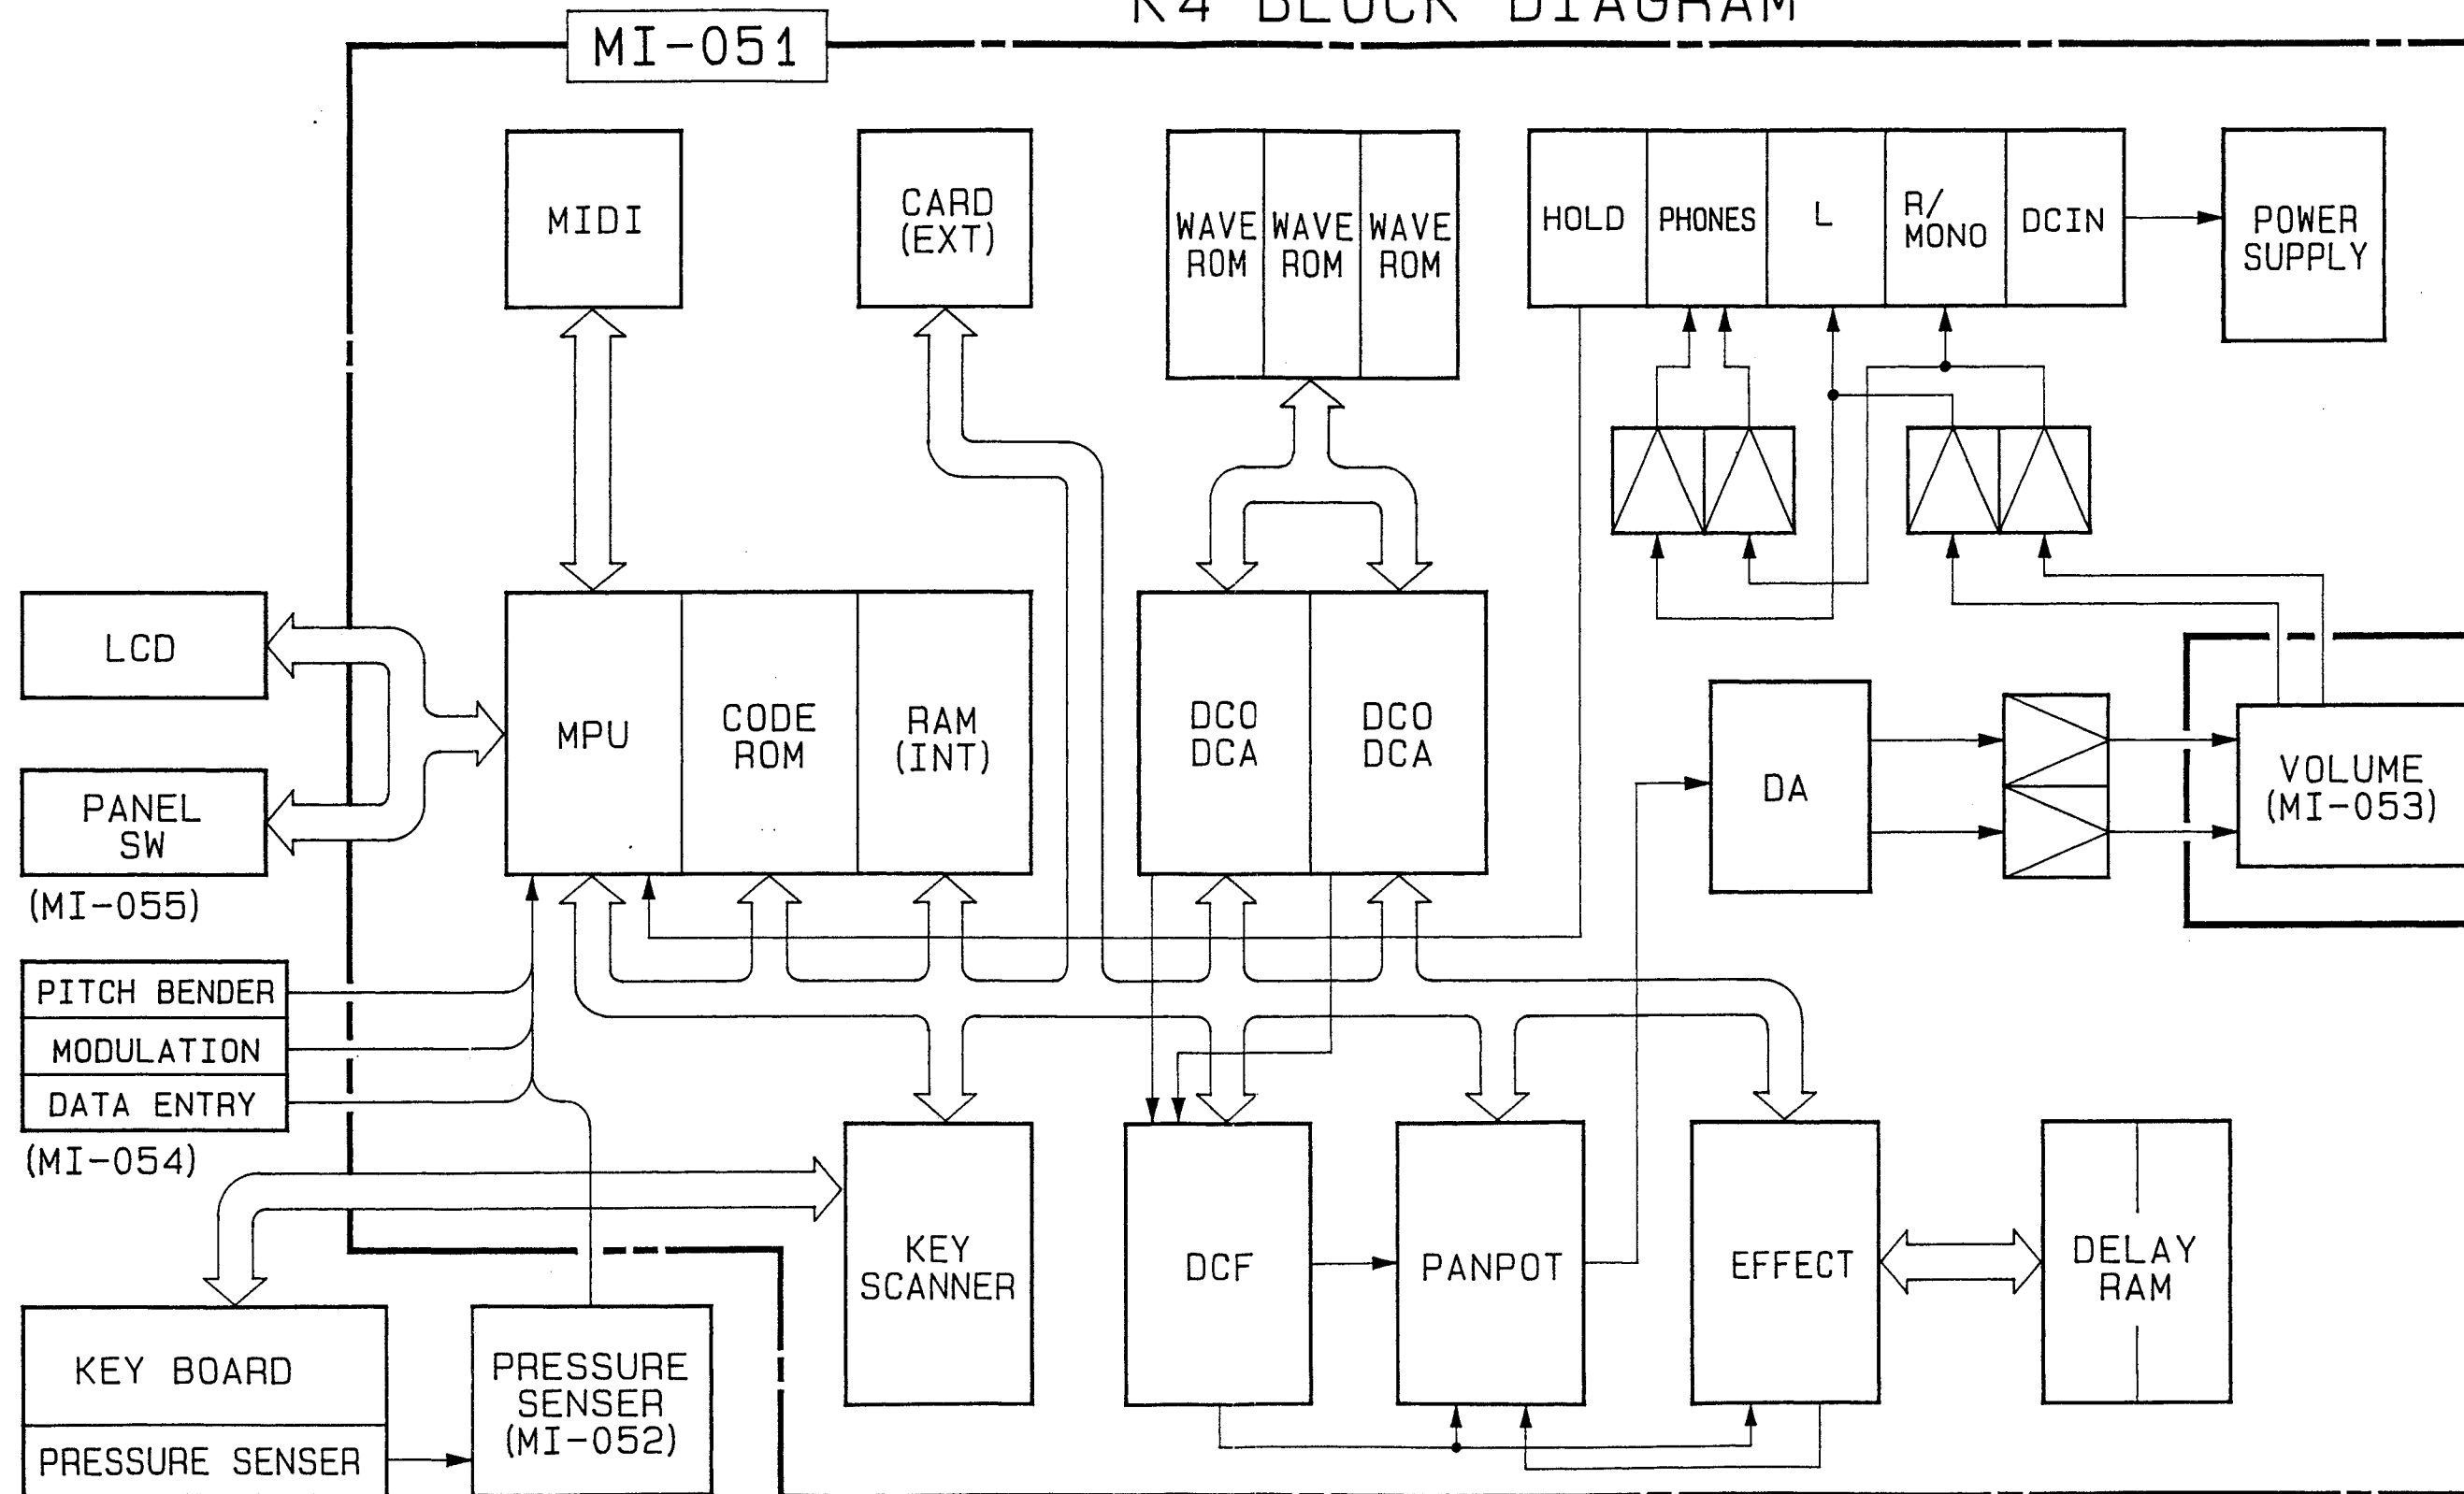 K4 BLOCK DIAGRAM
MI-051
MIDI
CARD
(EXT)
WAVE
ROM
WAVE
ROM
WAVE
ROM
HOLD
PHONES
L
R/
MONO
DCIN
POWER
SUPPLY
LCD
PANEL
SW
(MI-055)
MPU
CODE
ROM
RAM
(INT)
DCO
DCA
DCO
DCA
DA
VOLUME
(MI-053)
PITCH BENDER
MODULATION
DATA ENTRY
(MI-054)
KEY
SCANNER
DCF
PANPOT
EFFECT
DELAY
RAM
KEY BOARD
PRESSURE SENSER
PRESSURE
SENSER
(MI-052)